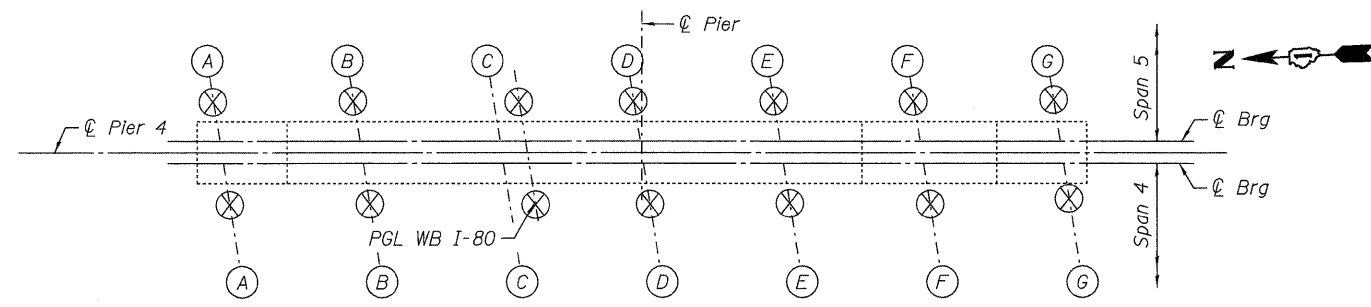 ℄ Pier
A
B
C
D
E
F
G
N
Span 5
℄ Pier 4
℄ Brg
℄ Brg
Span 4
PGL WB I-80
A
B
C
D
E
F
G